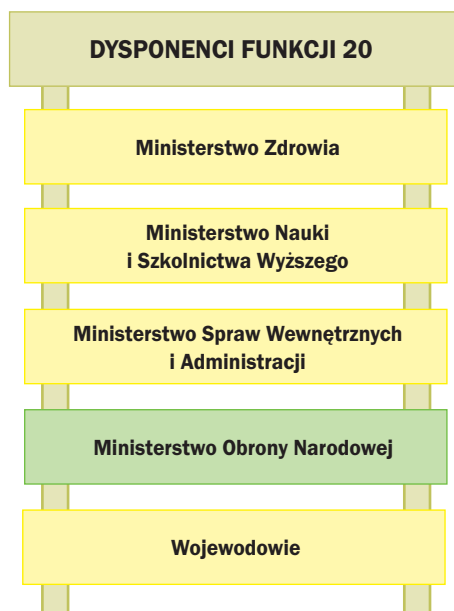 DYSPONENCI FUNKCJI 20
Ministerstwo Zdrowia
Ministerstwo Nauki
i Szkolnictwa Wyższego
Ministerstwo Spraw Wewnętrznych
i Administracji
Ministerstwo Obrony Narodowej
Wojewodowie